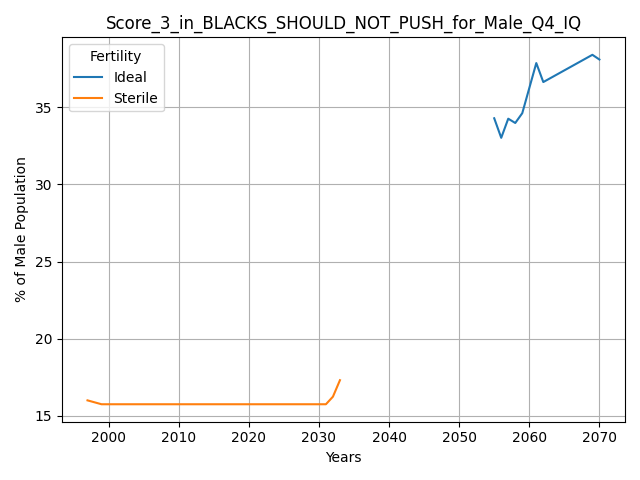 Score_3_in_BLACKS_SHOULD_NOT_PUSH_for_Male_Q4_IQ
Fertility
Ideal
Sterile
% of Male Population
35
30
25
20
15
2000 2010 2020 2030 2040 2050 2060 2070
Years